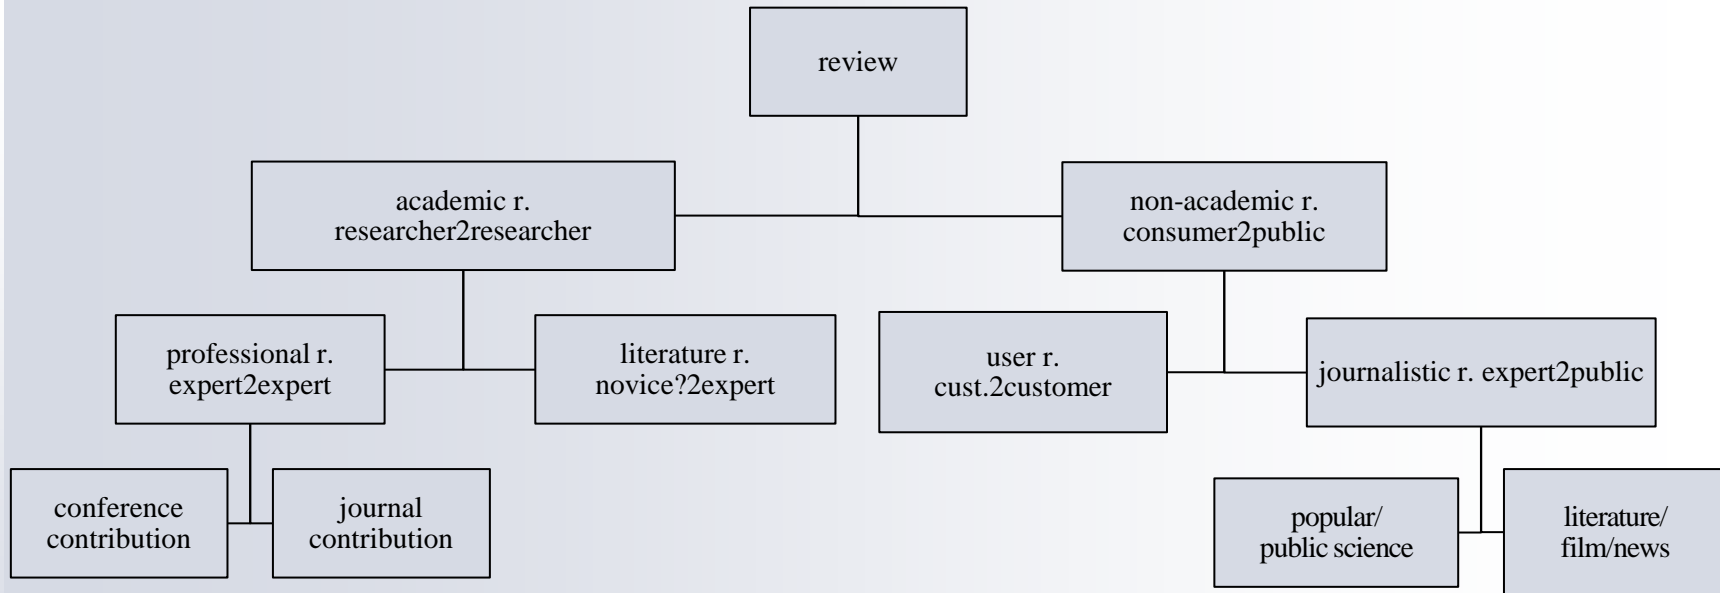 review
academic r.
researcher2researcher
non-academic r.
consumer2public
professional r.
expert2expert
literature r.
novice?2expert
user r.
cust.2customer
journalistic r. expert2public
conference
contribution
journal
contribution
popular/
public science
literature/
film/news